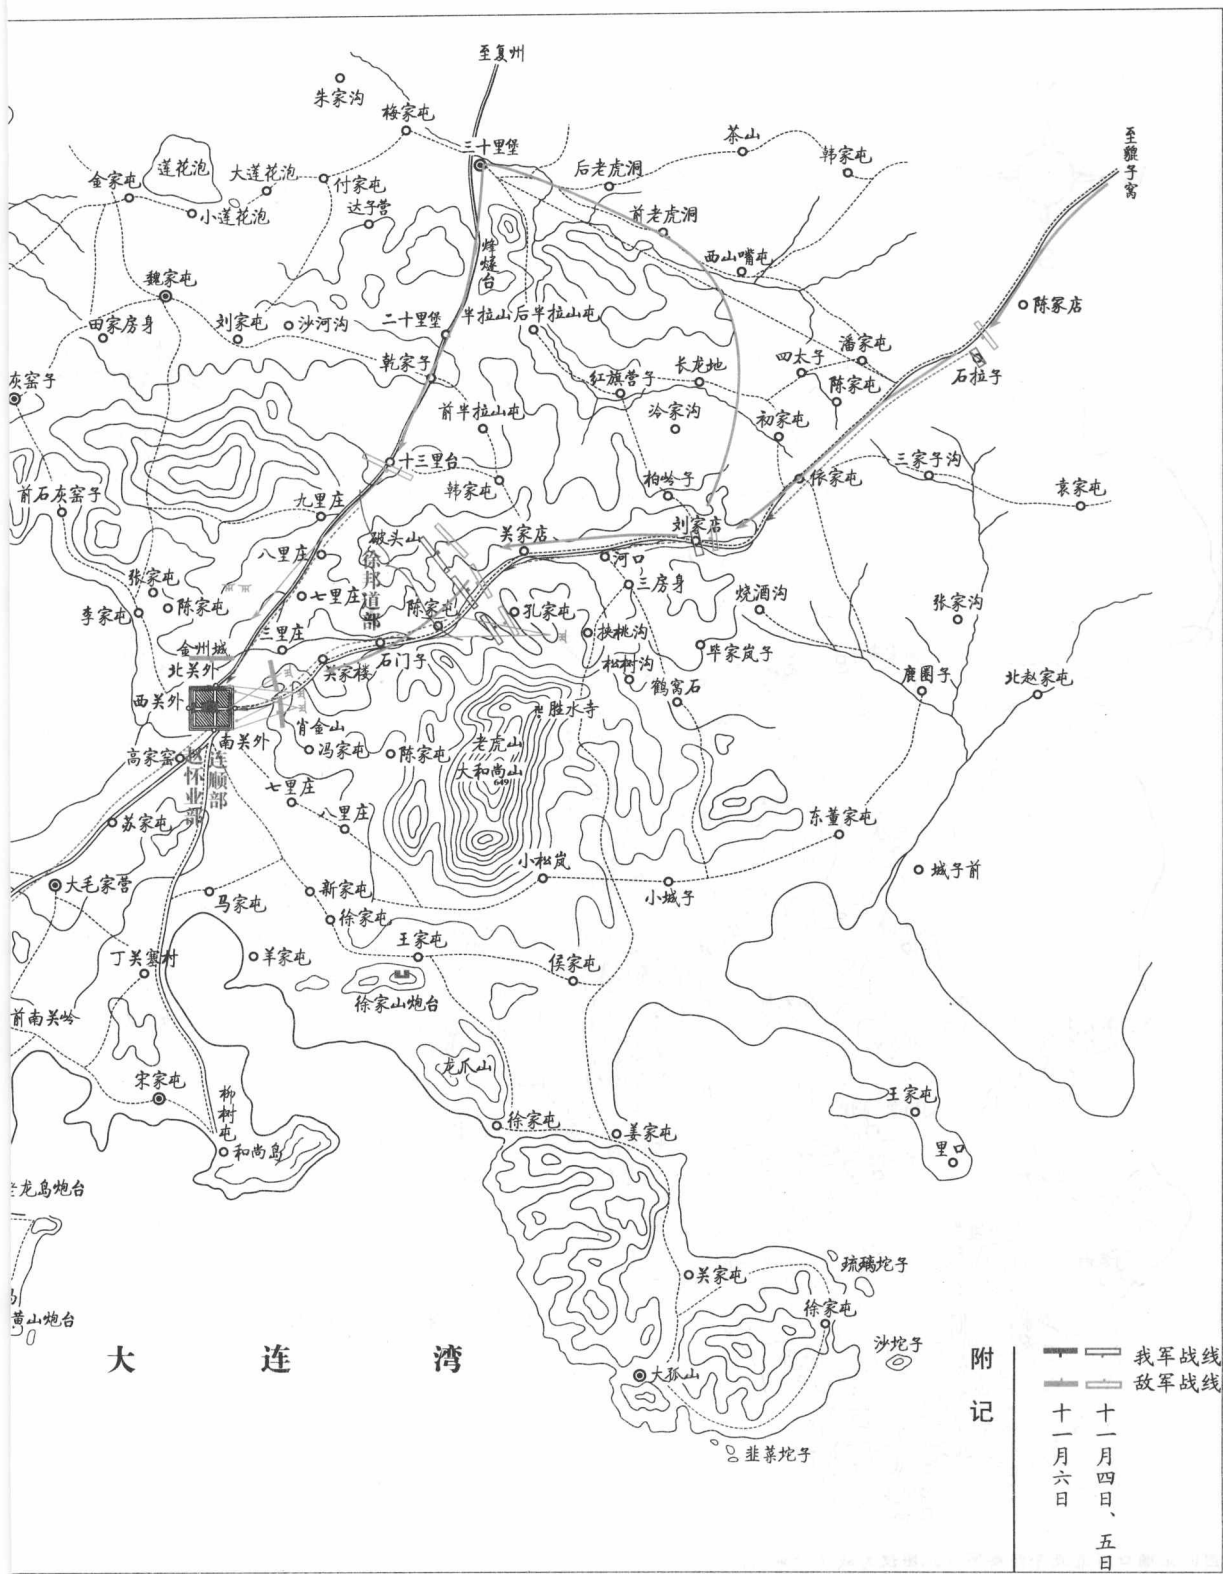 至复州
朱家沟
梅家屯
三十里堡
茶山
韩家屯
至貔子窝
莲花泡
大莲花泡
付家屯
后老虎洞
金家屯
小莲花泡
达子营
前老虎洞
烽燧台
西山嘴屯
魏家屯
陈家店
田家房身
刘家屯
沙河沟
二十里堡
半拉山
后半拉山屯
乾家子
长龙地
四太子
潘家屯
石拉子
灰窑子
红旗营子
陈家屯
前半拉山屯
冷家沟
初家屯
十三里台
韩家屯
柏岭子
依家屯
三家子沟
袁家屯
前石灰窑子
九里庄
破头山
关家店
刘家店
八里庄
徐邦道部
河口
张家屯
七里庄
陈家屯
三房身
烧酒沟
张家沟
李家屯
陈家屯
孔家屯
三里庄
石门子
挟桃沟
金州城
北关外
关家楼
松树沟
毕家岚子
鹤窝石
鹿圈子
北赵家屯
西关外
肖金山
胜水寺
南关外
冯家屯
陈家屯
老虎山
高家窑
连顺部
赵怀业部
大和尚山
649
七里庄
八里庄
苏家屯
东董家屯
小松岚
城子前
大毛家营
马家屯
新家屯
小城子
徐家屯
王家屯
羊家屯
丁关寨村
侯家屯
徐家山炮台
前南关岭
龙爪山
宋家屯
柳树屯
徐家屯
姜家屯
王家屯
和尚岛
里口
老龙岛炮台
关家屯
琉璃坨子
徐家屯
黄山炮台
沙坨子
大连湾
大孤山
韭菜坨子
附记
我军战线
敌军战线
十一月四日、五日
十一月六日